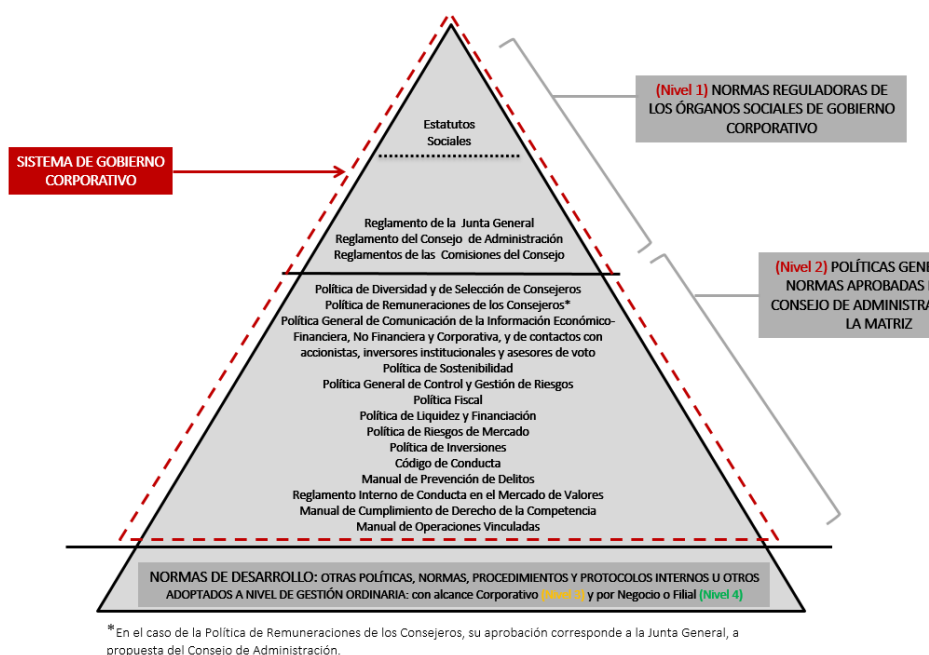 Estatutos
Sociales
(Nivel 1) NORMAS REGULADORAS DE
LOS ÓRGANOS SOCIALES DE GOBIERNO
CORPORATIVO
SISTEMA DE GOBIERNO
CORPORATIVO
Reglamento de la Junta General
Reglamento del Consejo de Administración
Reglamentos de las Comisiones del Consejo
(Nivel 2) POLÍTICAS GENE
NORMAS APROBADAS
CONSEJO DE ADMINISTRA
LA MATRIZ
Política de Diversidad y de Selección de Consejeros
Política de Remuneraciones de los Consejeros*
Política General de Comunicación de la Información Económico-
Financiera, No Financiera y Corporativa, y de contactos con
accionistas, inversores institucionales y asesores de voto
Política de Sostenibilidad
Política General de Control y Gestión de Riesgos
Política Fiscal
Política de Liquidez y Financiación
Política de Riesgos de Mercado
Política de Inversiones
Código de Conducta
Manual de Prevención de Delitos
Reglamento Interno de Conducta en el Mercado de Valores
Manual de Cumplimiento de Derecho de la Competencia
Manual de Operaciones Vinculadas
NORMAS DE DESARROLLO: OTRAS POLÍTICAS, NORMAS, PROCEDIMIENTOS Y PROTOCOLOS INTERNOS U OTROS
ADOPTADOS A NIVEL DE GESTIÓN ORDINARIA: con alcance Corporativo (Nivel 3) y por Negocio o Filial (Nivel 4)
*En el caso de la Política de Remuneraciones de los Consejeros, su aprobación corresponde a la Junta General, a
propuesta del Consejo de Administración.